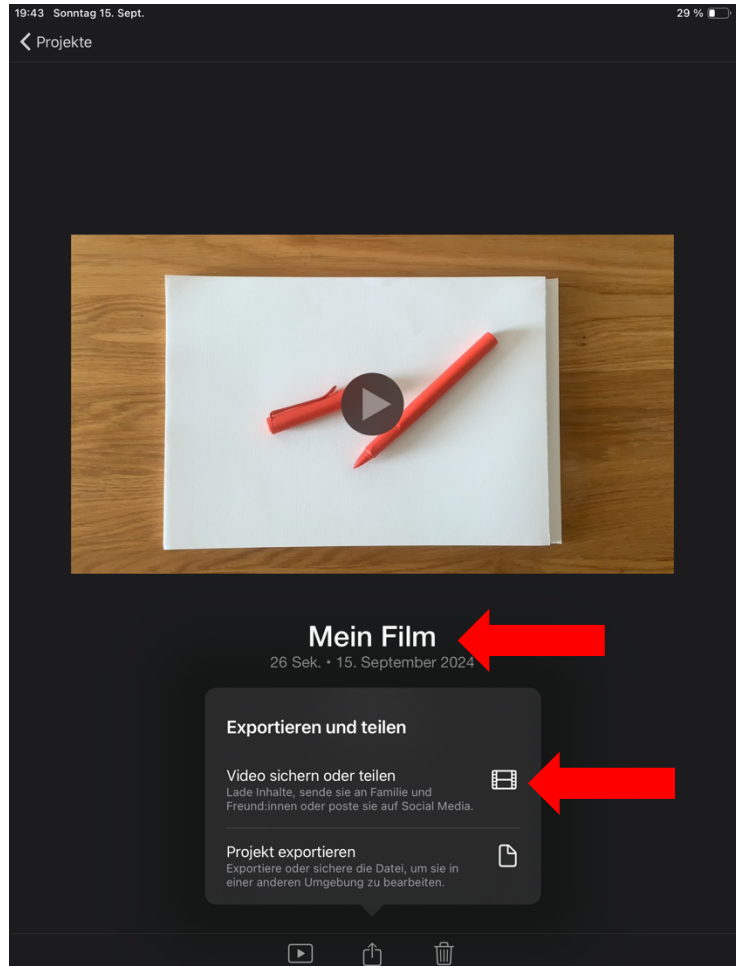 19:43 Sonntag 15. Sept. 29 %
Projekte
Mein Film
26 Sek. • 15. September 2024
Exportieren und teilen
Video sichern oder teilen
Lade Inhalte, sende sie an Familie und
Freund:innen oder poste sie auf Social Media.
Projekt exportieren
Exportiere oder sichere die Datei, um sie in
einer anderen Umgebung zu bearbeiten.